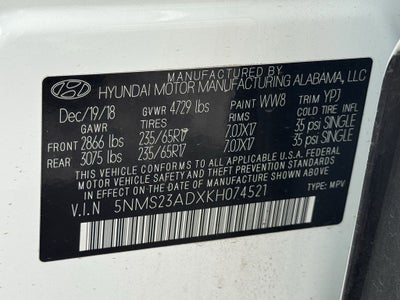 MANUFACTURED BY
HYUNDAI MOTOR MANUFACTURING ALABAMA, LLC
Dec/19/18 GVWR 4729 lbs PAINT WW8 TRIM YPJ
GAWR TIRES RIMS COLD TIRE INF.
FRONT 2866 lbs 235/65R17 7.0JX17 35 psi SINGLE
REAR 3075 lbs 235/65R17 7.0JX17 35 psi SINGLE
THIS VEHICLE CONFORMS TO ALL APPLICABLE U.S.A. FEDERAL
MOTOR VEHICLE SAFETY AND THEFT PREVENTION STANDARDS
IN EFFECT ON THE DATE OF MANUFACTURE SHOWN ABOVE.
V.I.N 5NMS23ADXKH074521 TYPE: MPV